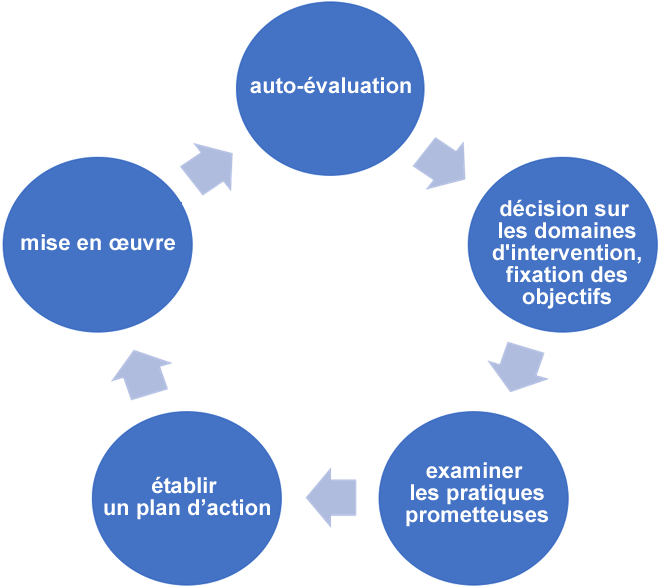 auto-évaluation
décision sur
les domaines
d'intervention,
fixation des
objectifs
examiner
les pratiques
prometteuses
établir
un plan d’action
mise en œuvre